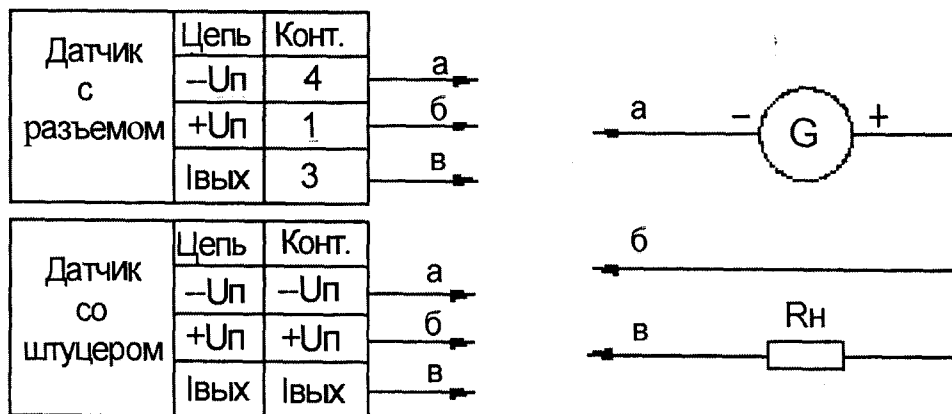 Датчик
с
разъемом
Цепь Конт.
–Uп 4
+Uп 1
Iвых 3
а
б
в
Датчик
со
штуцером
Цепь Конт.
–Uп –Uп
+Uп +Uп
Iвых Iвых
а
б
в
а – G +
б
в Rн